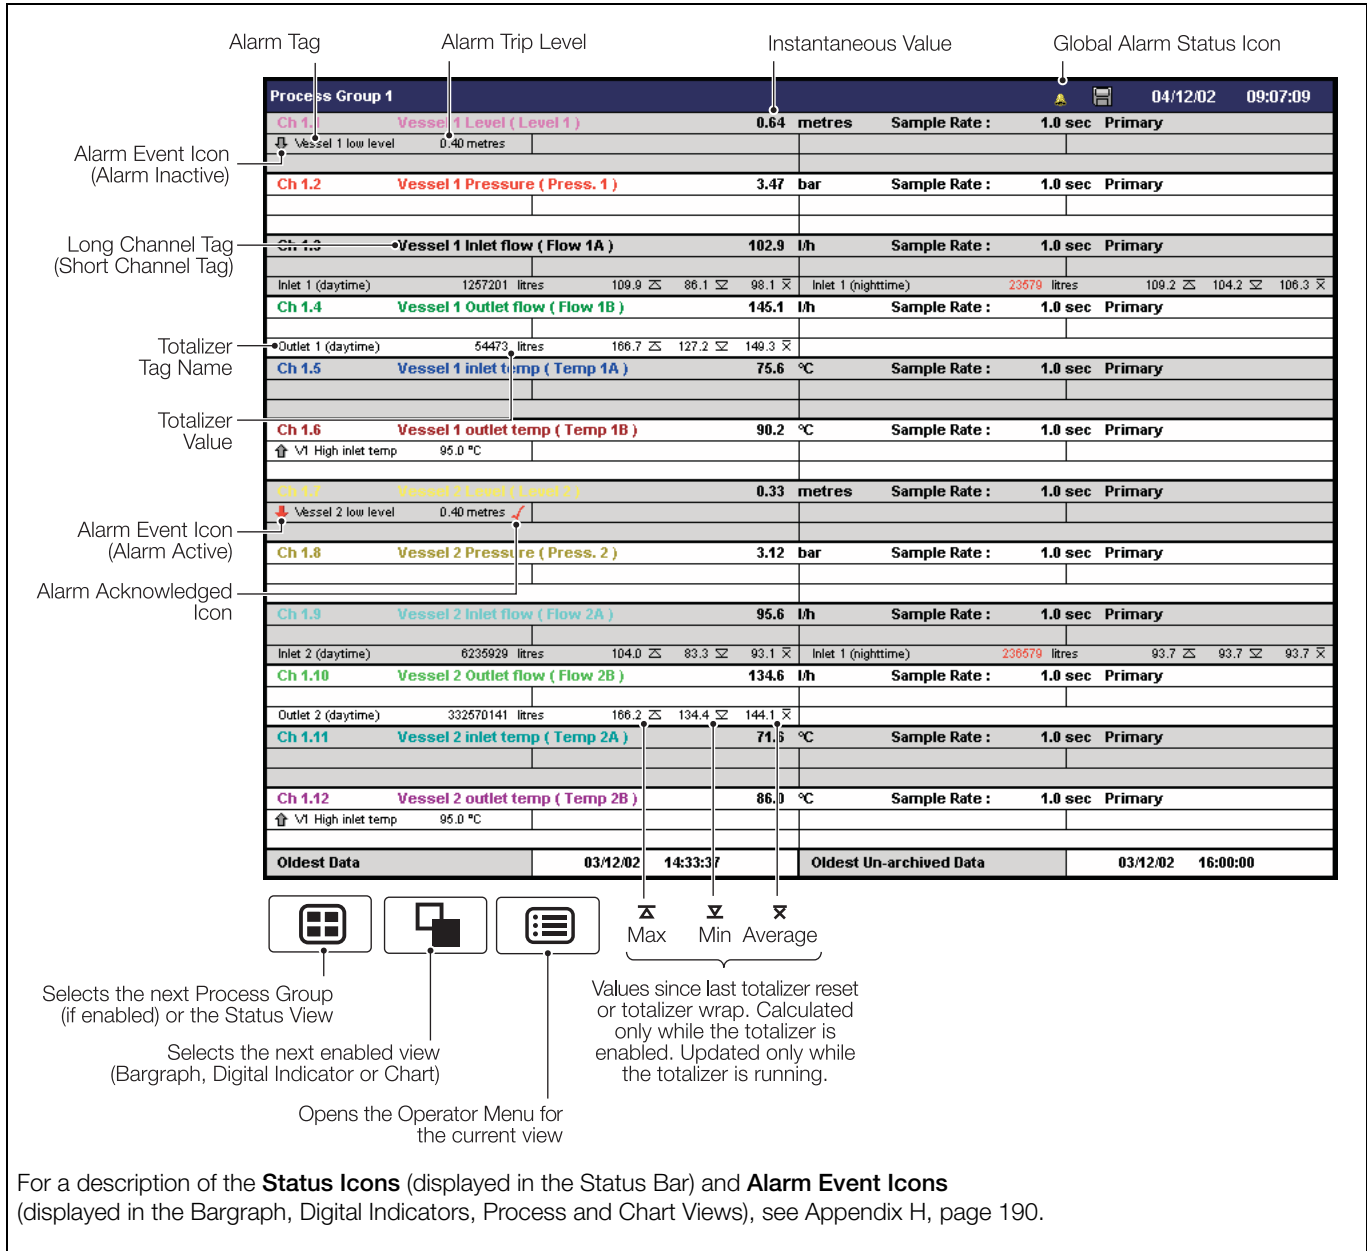 Alarm Tag
Alarm Trip Level
Instantaneous Value
Global Alarm Status Icon
Process Group 1 04/12/02 09:07:09
Ch 1.1 Vessel 1 Level ( Level 1 ) 0.64 metres Sample Rate : 1.0 sec Primary
Vessel 1 low level 0.40 metres
Alarm Event Icon
(Alarm Inactive)
Ch 1.2 Vessel 1 Pressure ( Press. 1 ) 3.47 bar Sample Rate : 1.0 sec Primary
Long Channel Tag
(Short Channel Tag)
Ch 1.3 Vessel 1 Inlet flow ( Flow 1A ) 102.9 l/h Sample Rate : 1.0 sec Primary
Inlet 1 (daytime) 1257201 litres 109.9 86.1 98.1 Inlet 1 (nighttime) 23579 litres 109.2 104.2 106.3
Ch 1.4 Vessel 1 Outlet flow ( Flow 1B ) 145.1 l/h Sample Rate : 1.0 sec Primary
Totalizer
Tag Name
Outlet 1 (daytime) 54473 litres 166.7 127.2 149.3
Ch 1.5 Vessel 1 inlet temp ( Temp 1A ) 75.6 °C Sample Rate : 1.0 sec Primary
Totalizer
Value
Ch 1.6 Vessel 1 outlet temp ( Temp 1B ) 90.2 °C Sample Rate : 1.0 sec Primary
V1 High inlet temp 95.0 °C
Ch 1.7 Vessel 2 Level ( Level 2 ) 0.33 metres Sample Rate : 1.0 sec Primary
Vessel 2 low level 0.40 metres
Alarm Event Icon
(Alarm Active)
Ch 1.8 Vessel 2 Pressure ( Press. 2 ) 3.12 bar Sample Rate : 1.0 sec Primary
Alarm Acknowledged
Icon
Ch 1.9 Vessel 2 Inlet flow ( Flow 2A ) 95.6 l/h Sample Rate : 1.0 sec Primary
Inlet 2 (daytime) 6235929 litres 104.0 83.3 93.1 Inlet 1 (nighttime) 236579 litres 93.7 93.7 93.7
Ch 1.10 Vessel 2 Outlet flow ( Flow 2B ) 134.6 l/h Sample Rate : 1.0 sec Primary
Outlet 2 (daytime) 332570141 litres 166.2 134.4 144.1
Ch 1.11 Vessel 2 inlet temp ( Temp 2A ) 71.6 °C Sample Rate : 1.0 sec Primary
Ch 1.12 Vessel 2 outlet temp ( Temp 2B ) 86.0 °C Sample Rate : 1.0 sec Primary
V1 High inlet temp 95.0 °C
Oldest Data 03/12/02 14:33:37 Oldest Un-archived Data 03/12/02 16:00:00
Max Min Average
Selects the next Process Group
(if enabled) or the Status View
Selects the next enabled view
(Bargraph, Digital Indicator or Chart)
Opens the Operator Menu for
the current view
Values since last totalizer reset
or totalizer wrap. Calculated
only while the totalizer is
enabled. Updated only while
the totalizer is running.
For a description of the Status Icons (displayed in the Status Bar) and Alarm Event Icons
(displayed in the Bargraph, Digital Indicators, Process and Chart Views), see Appendix H, page 190.